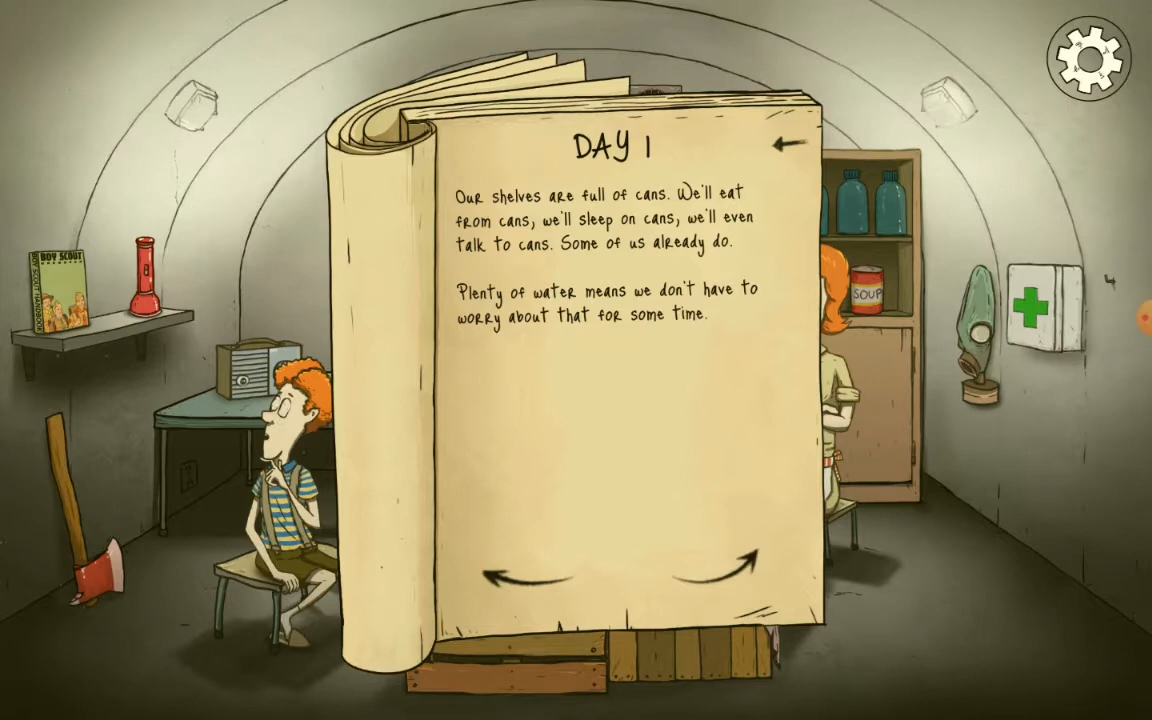 DAY 1
Our shelves are full of cans. We'll eat
from cans, we'll sleep on cans, we'll even
talk to cans. Some of us already do.
Plenty of water means we don't have to
worry about that for some time.
BOY SCOUT
BOY SCOUT HANDBOOK
SOUP